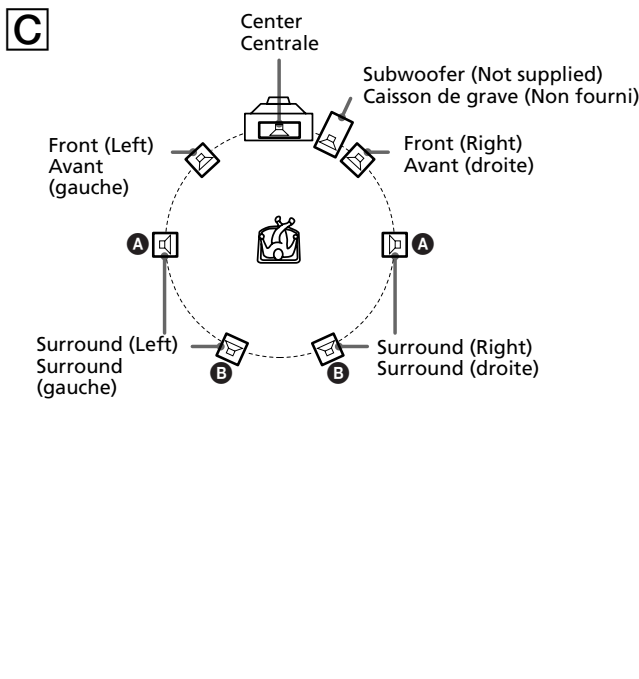 C
Center
Centrale
Subwoofer (Not supplied)
Caisson de grave (Non fourni)
Front (Left)
Avant
(gauche)
Front (Right)
Avant (droite)
A
A
Surround (Left)
Surround
(gauche)
B
B
Surround (Right)
Surround (droite)